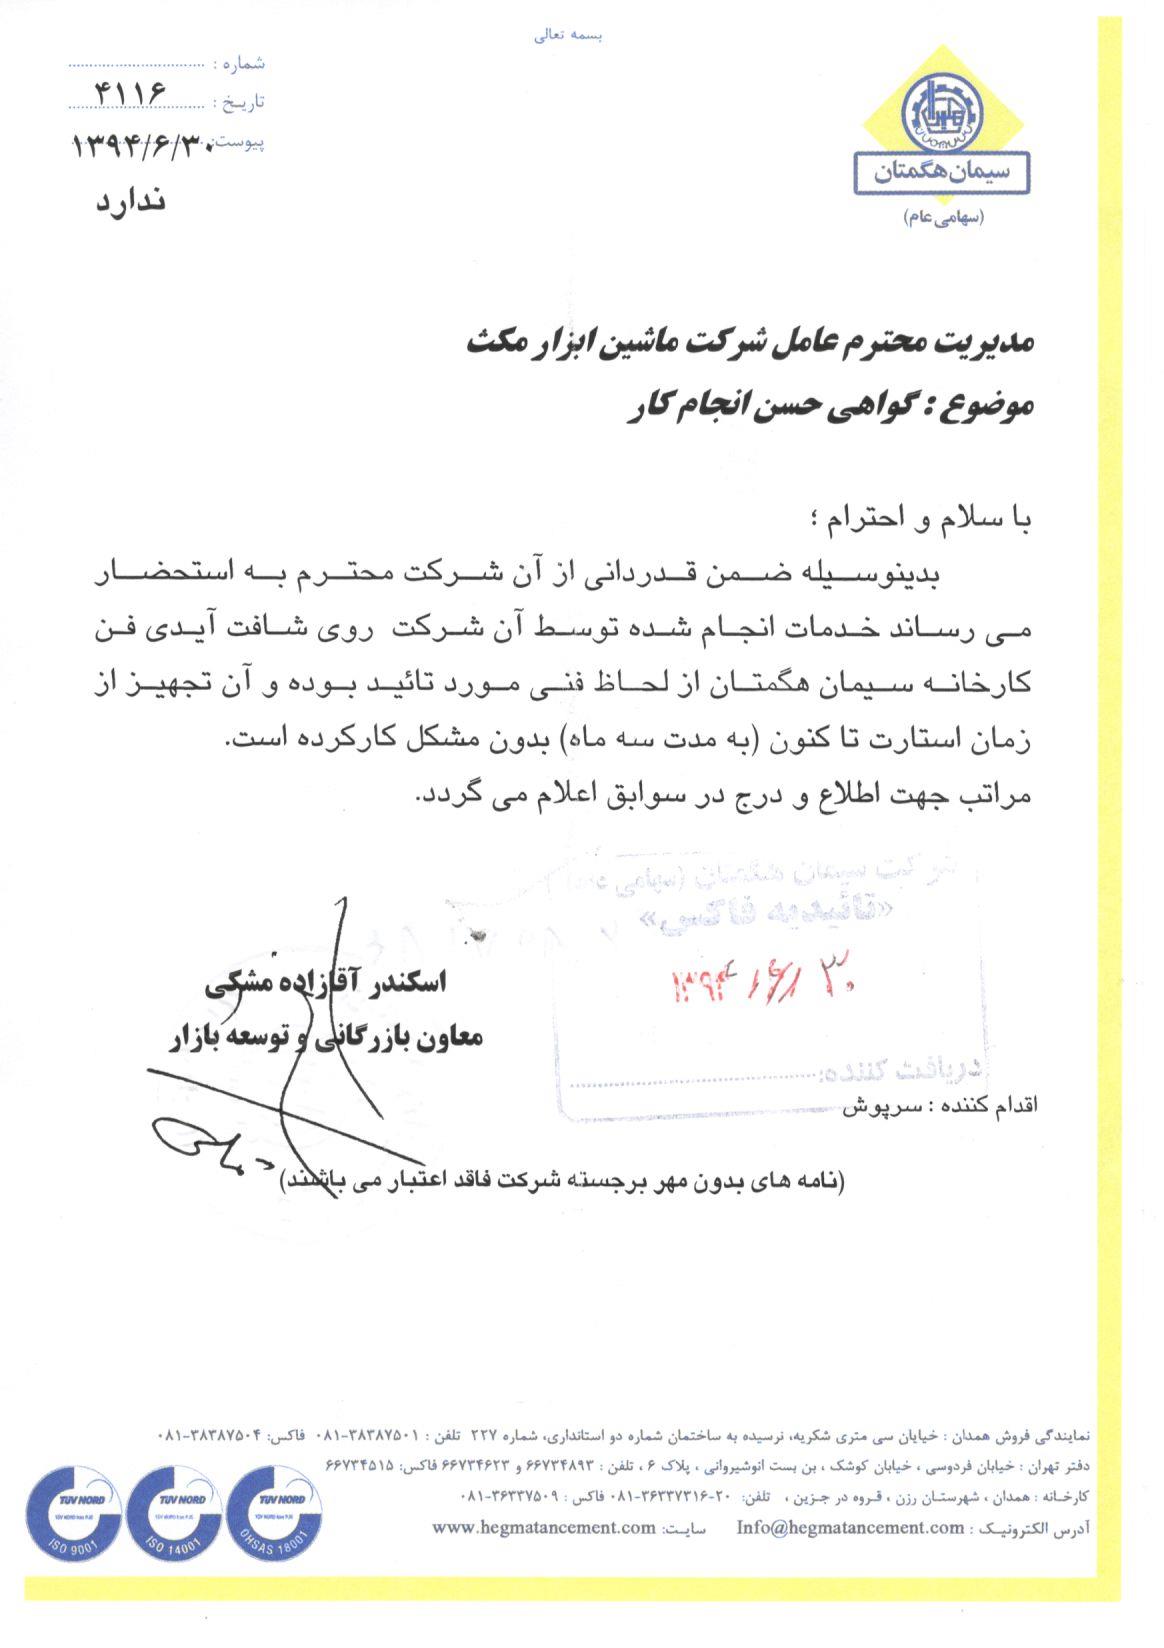 بسمه تعالی
شماره :
تاریخ :
پیوست:
۴۱۱۶
۱۳۹۴/۶/۳۰
ندارد
سیمان هگمتان
(سهامی عام)
مدیریت محترم عامل شرکت ماشین ابزار مکث
موضوع : گواهی حسن انجام کار
با سلام و احترام ؛
بدینوسیله ضمن قدردانی از آن شرکت محترم به استحضار
می رساند خدمات انجام شده توسط آن شرکت روی شافت آیدی فن
کارخانه سیمان هگمتان از لحاظ فنی مورد تائید بوده و آن تجهیز از
زمان استارت تا کنون (به مدت سه ماه) بدون مشکل کارکرده است.
مراتب جهت اطلاع و درج در سوابق اعلام می گردد.
«تائیدیه فاکس»
۱۳۹۴/۶/۳۰
دریافت کننده:
اسکندر آقازاده مشکی
معاون بازرگانی و توسعه بازار
اقدام کننده : سرپوش
(نامه های بدون مهر برجسته شرکت فاقد اعتبار می باشند)
نمایندگی فروش همدان : خیابان سی متری شکریه، نرسیده به ساختمان شماره دو استانداری، شماره ۲۲۷ تلفن : ۳۸۳۸۷۵۰۱-۰۸۱ فاکس: ۳۸۳۸۷۵۰۴-۰۸۱
دفتر تهران : خیابان فردوسی ، خیابان کوشک ، بن بست انوشیروانی ، پلاک ۶ ، تلفن : ۶۶۷۳۴۸۹۳ و ۶۶۷۳۴۶۲۳ فاکس: ۶۶۷۳۴۵۱۵
کارخانه : همدان ، شهرستان رزن ، قروه در جزین ، تلفن: ۲۰-۳۶۳۳۷۳۱۶-۰۸۱ فاکس : ۳۶۳۳۷۵۰۹-۰۸۱
آدرس الکترونیک : Info@hegmatancement.com سایت: www.hegmatancement.com
TUV NORD
ISO 9001
TUV NORD
ISO 14001
TUV NORD
OHSAS 18001